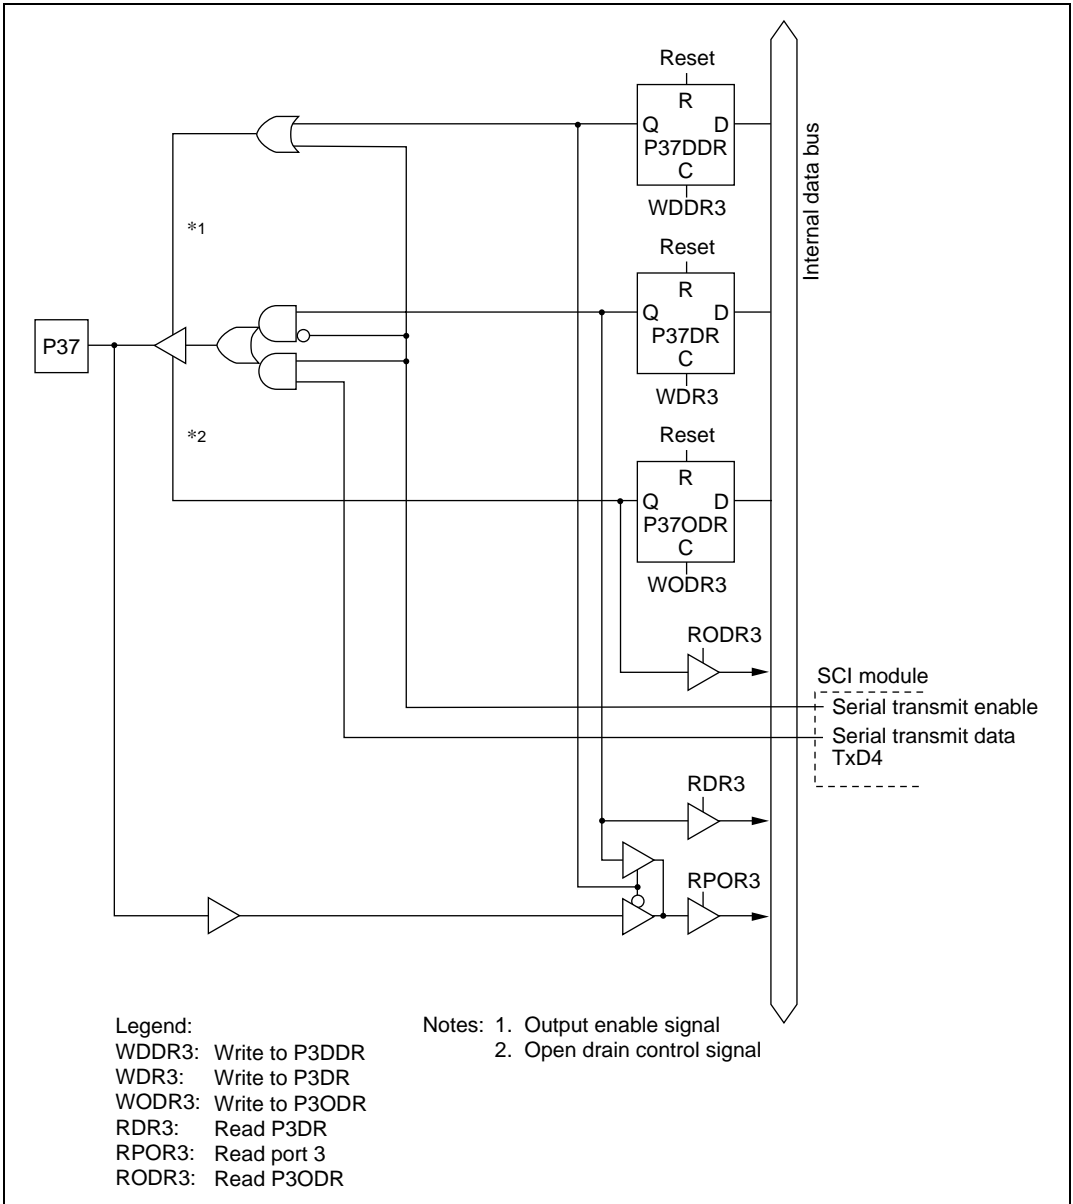 Reset
R
Q D
P37DDR
C
WDDR3
Internal data bus
*1
Reset
R
Q D
P37DR
C
WDR3
P37
*2
Reset
R
Q D
P37ODR
C
WODR3
RODR3
SCI module
Serial transmit enable
Serial transmit data
TxD4
RDR3
RPOR3
Legend:
WDDR3: Write to P3DDR
WDR3: Write to P3DR
WODR3: Write to P3ODR
RDR3: Read P3DR
RPOR3: Read port 3
RODR3: Read P3ODR
Notes: 1. Output enable signal
2. Open drain control signal